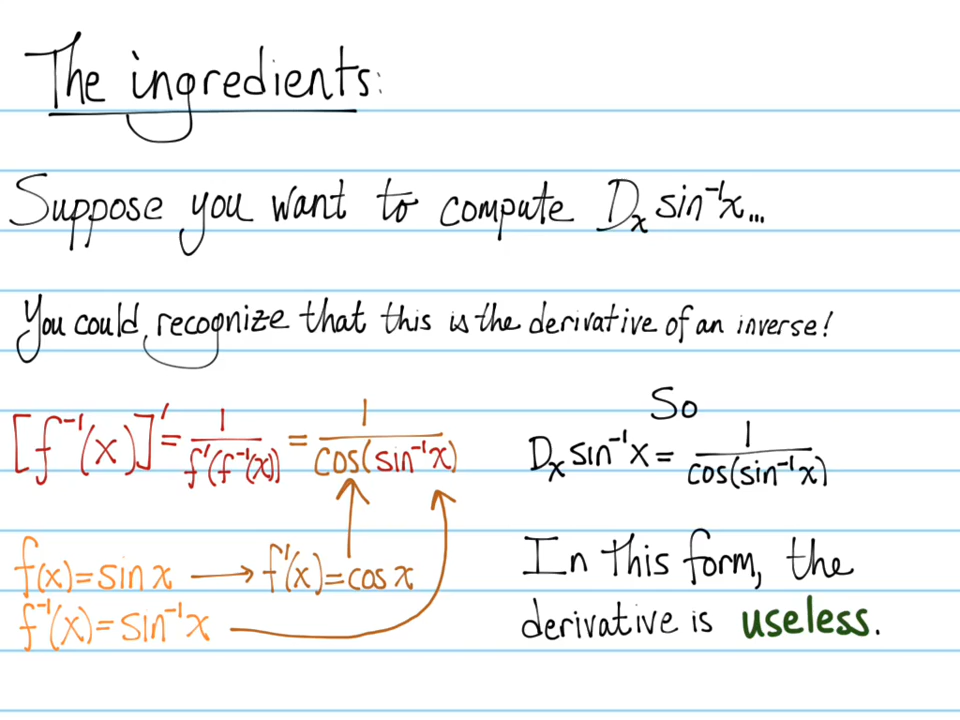 The ingredients:
Suppose you want to compute Dₓ sin⁻¹x...
You could recognize that this is the derivative of an inverse!
[f⁻¹(x)]' = 1/f'(f⁻¹(x)) = 1/cos(sin⁻¹x)
f(x)=sin x → f'(x)=cos x
f⁻¹(x)=sin⁻¹x
So
Dₓ sin⁻¹x = 1/cos(sin⁻¹x)
In this form, the
derivative is useless.